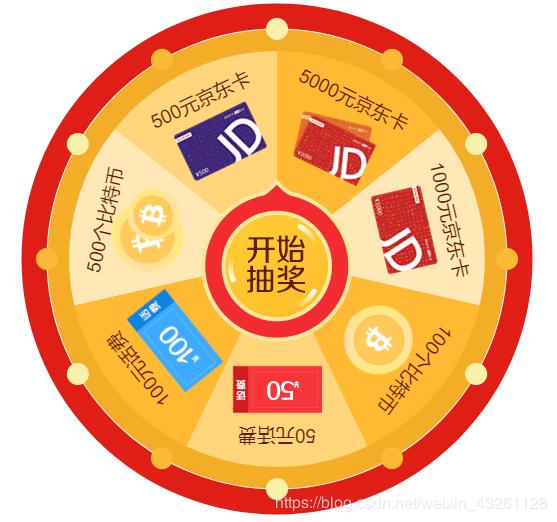 5000元京东卡
JD
1000元京东卡
¥1000
JD
100个比特币
B
50元话费
话费
¥50
100元话费
话费
¥100
500个比特币
B
B
500元京东卡
¥500
JD
开始
抽奖
https://blog.csdn.net/weixin_43261128